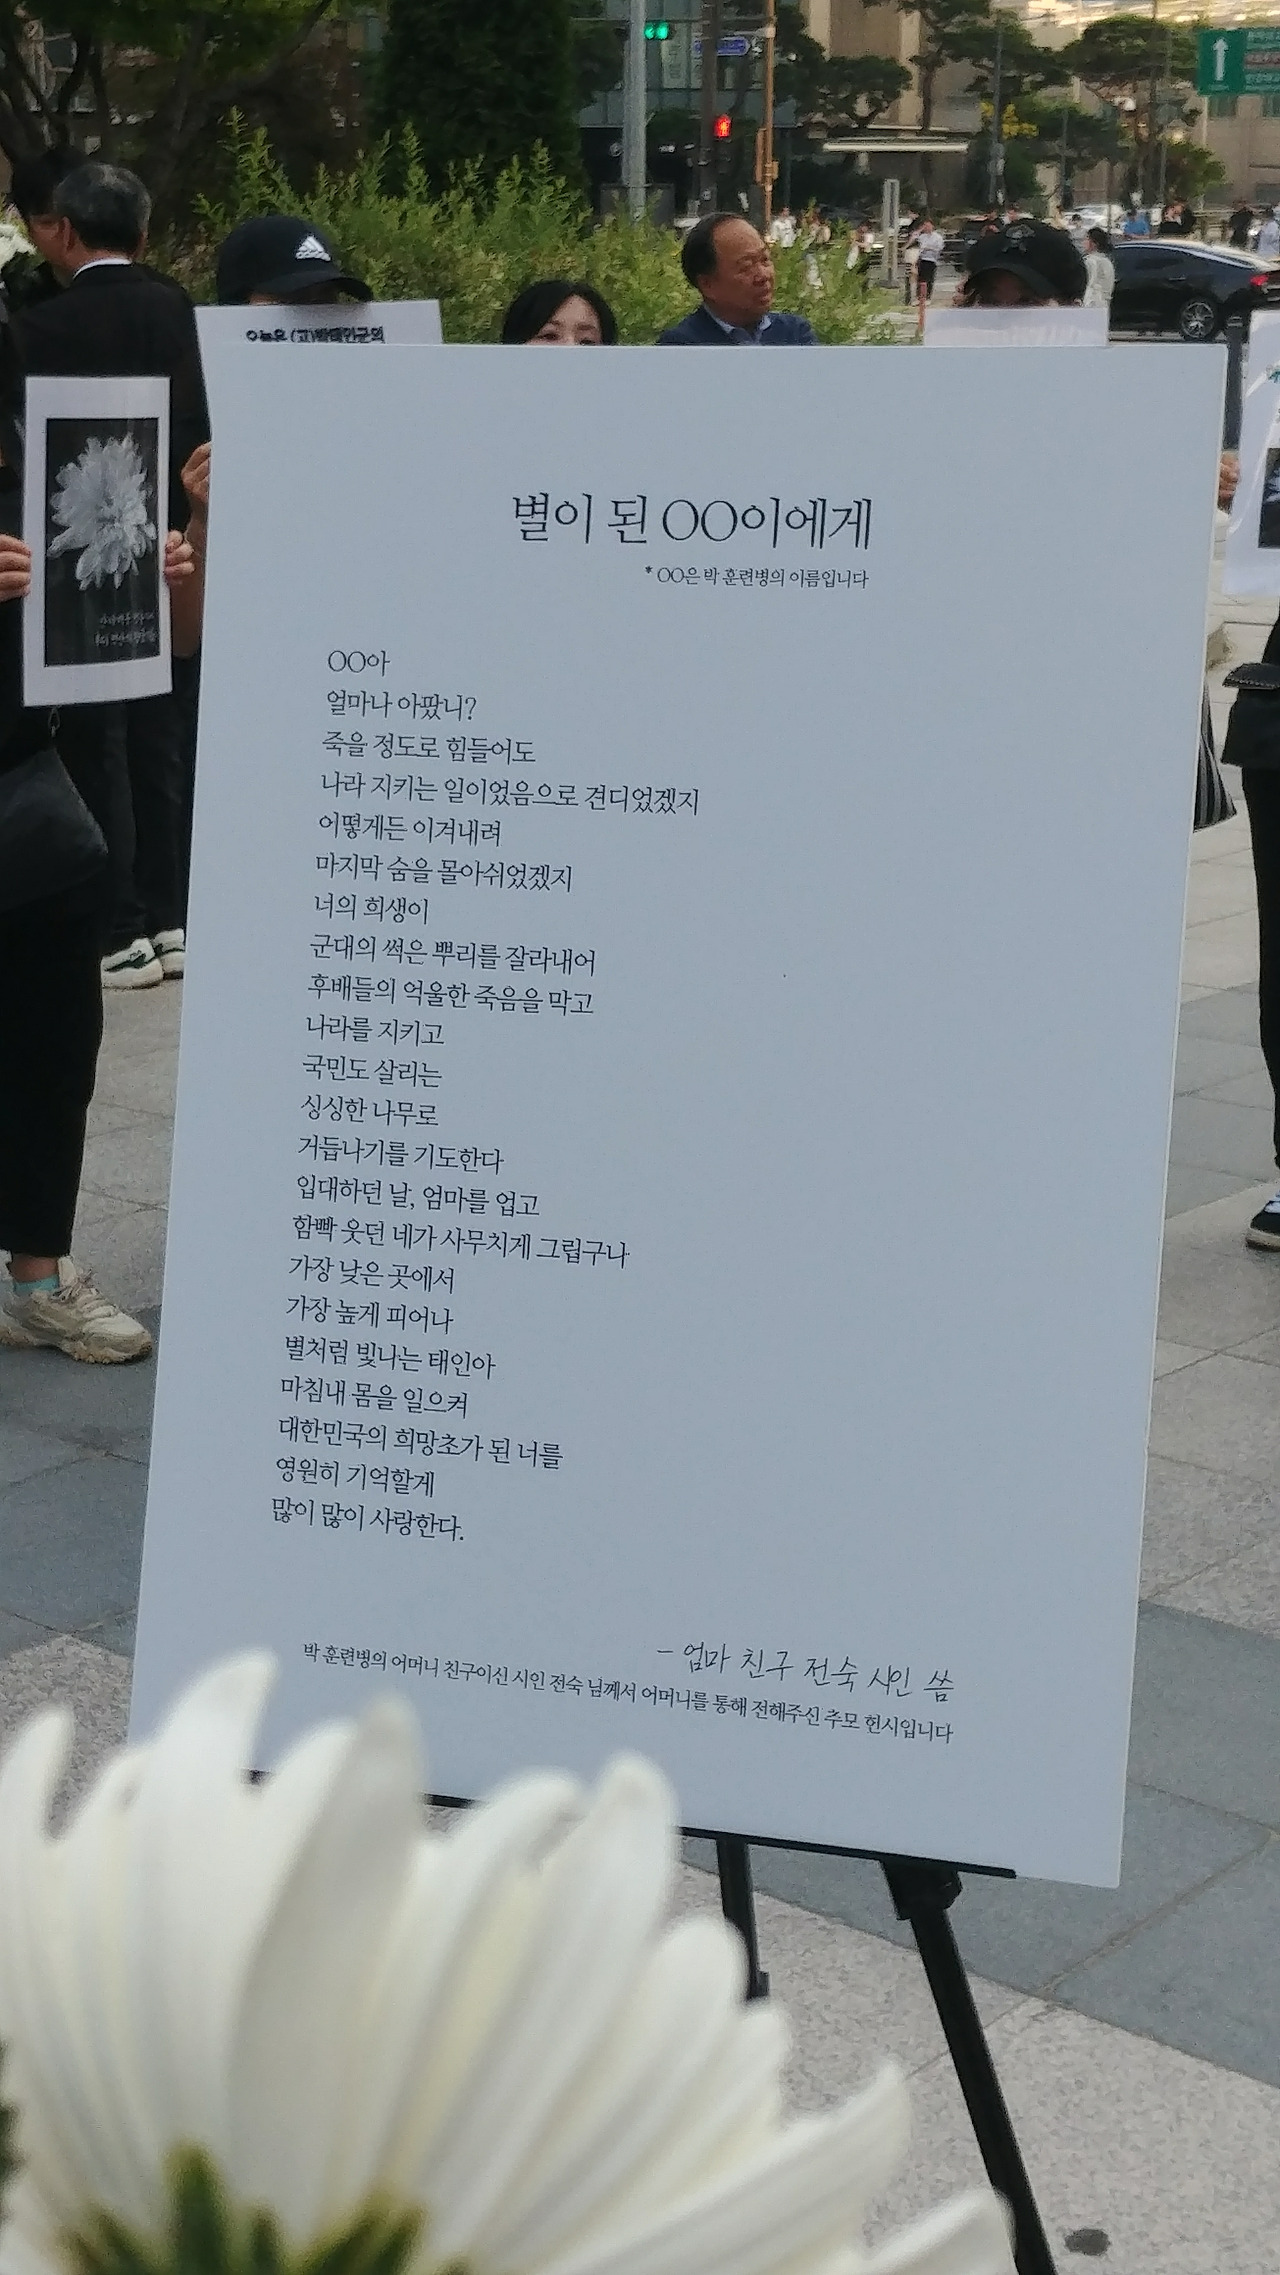 오늘은 (고)박태인군의
별이 된 OO이에게
* OO은 박 훈련병의 이름입니다
OO아
얼마나 아팠니?
죽을 정도로 힘들어도
나라 지키는 일이었음으로 견디었겠지
어떻게든 이겨내려
마지막 숨을 몰아쉬었겠지
너의 희생이
군대의 썩은 뿌리를 잘라내어
후배들의 억울한 죽음을 막고
나라를 지키고
국민도 살리는
싱싱한 나무로
거듭나기를 기도한다
입대하던 날, 엄마를 업고
함빡 웃던 네가 사무치게 그립구나
가장 낮은 곳에서
가장 높게 피어나
별처럼 빛나는 태인아
마침내 몸을 일으켜
대한민국의 희망초가 된 너를
영원히 기억할게
많이 많이 사랑한다.
- 엄마 친구 전숙 시인 씀
박 훈련병의 어머니 친구이신 시인 전숙 님께서 어머니를 통해 전해주신 추모 헌시입니다